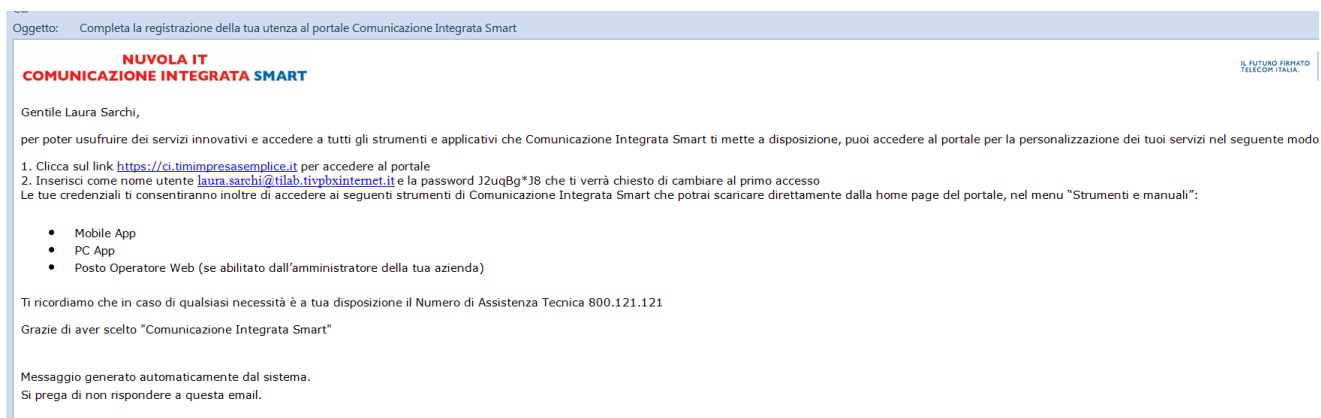 Oggetto: Completa la registrazione della tua utenza al portale Comunicazione Integrata Smart
NUVOLA IT
COMUNICAZIONE INTEGRATA SMART
IL FUTURO FIRMATO
TELECOM ITALIA.
Gentile Laura Sarchi,
per poter usufruire dei servizi innovativi e accedere a tutti gli strumenti e applicativi che Comunicazione Integrata Smart ti mette a disposizione, puoi accedere al portale per la personalizzazione dei tuoi servizi nel seguente modo
1. Clicca sul link https://ci.timimpresasemplice.it per accedere al portale
2. Inserisci come nome utente laura.sarchi@tilab.tivpbxinternet.it e la password J2uqBg*J8 che ti verrà chiesto di cambiare al primo accesso
Le tue credenziali ti consentiranno inoltre di accedere ai seguenti strumenti di Comunicazione Integrata Smart che potrai scaricare direttamente dalla home page del portale, nel menu "Strumenti e manuali":
• Mobile App
• PC App
• Posto Operatore Web (se abilitato dall'amministratore della tua azienda)
Ti ricordiamo che in caso di qualsiasi necessità è a tua disposizione il Numero di Assistenza Tecnica 800.121.121
Grazie di aver scelto "Comunicazione Integrata Smart"
Messaggio generato automaticamente dal sistema.
Si prega di non rispondere a questa email.